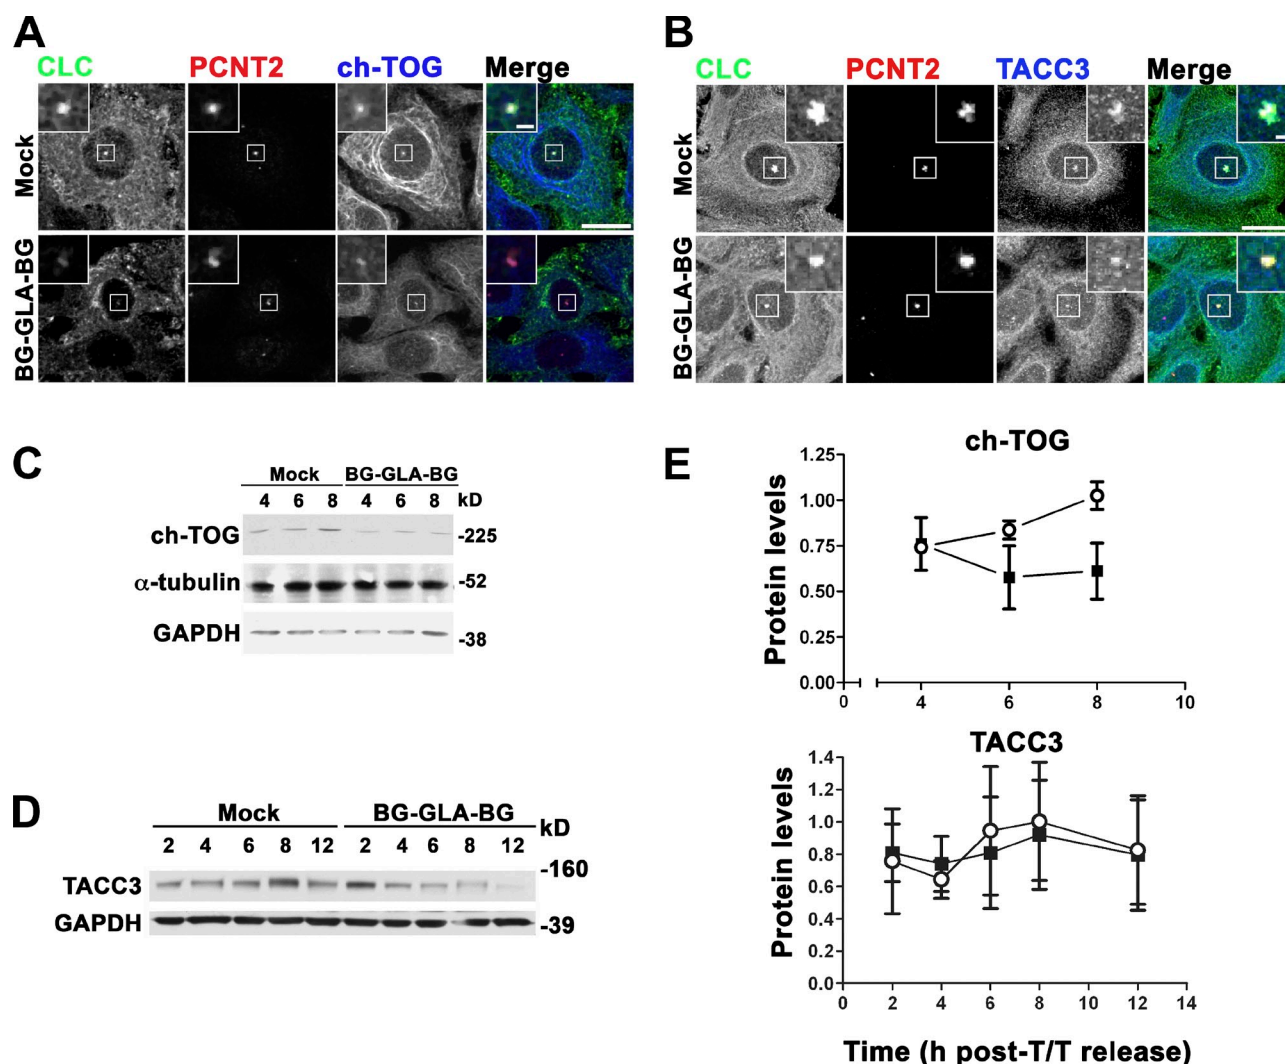 A
CLC PCNT2 ch-TOG Merge
Mock
BG-GLA-BG
B
CLC PCNT2 TACC3 Merge
Mock
BG-GLA-BG
C
Mock BG-GLA-BG
4 6 8 4 6 8 kD
ch-TOG -225
α-tubulin -52
GAPDH -38
D
Mock BG-GLA-BG
2 4 6 8 12 2 4 6 8 12 kD
-160
TACC3
GAPDH -39
E
ch-TOG
Protein levels
1.25
1.00
0.75
0.50
0.25
0.00
0 4 6 8 10
TACC3
Protein levels
1.4
1.2
1.0
0.8
0.6
0.4
0.2
0.0
0 2 4 6 8 10 12 14
Time (h post-T/T release)